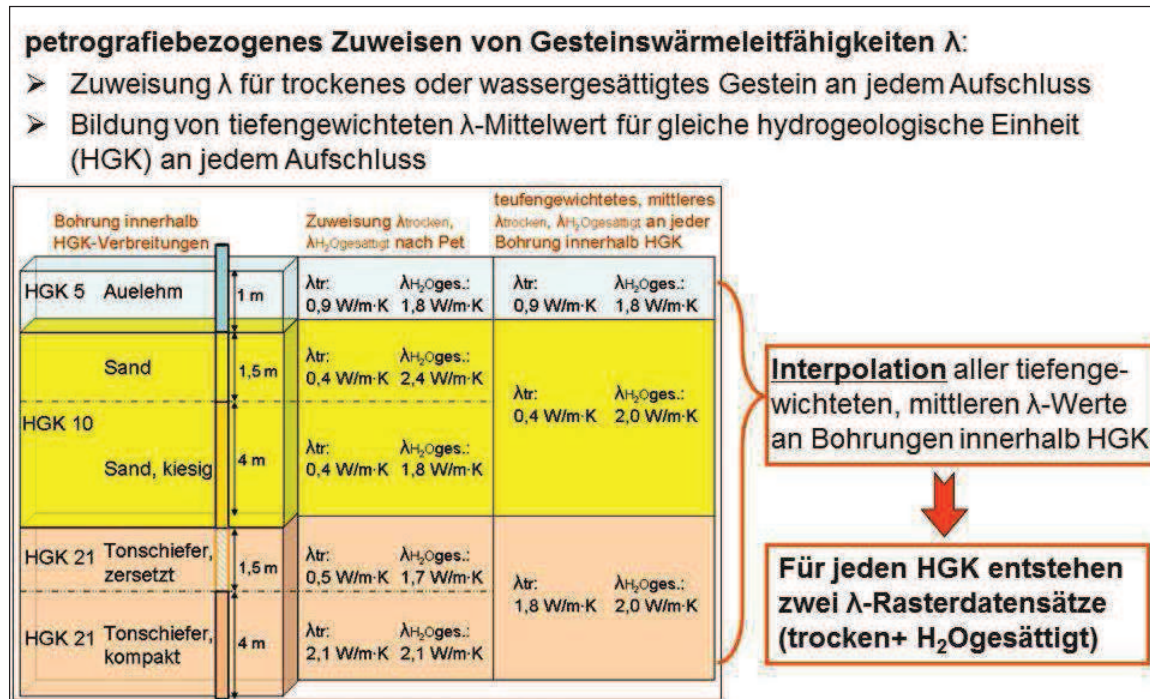 petrografiebezogenes Zuweisen von Gesteinswärmeleitfähigkeiten λ:
➢ Zuweisung λ für trockenes oder wassergesättigtes Gestein an jedem Aufschluss
➢ Bildung von tiefengewichteten λ-Mittelwert für gleiche hydrogeologische Einheit
(HGK) an jedem Aufschluss
Bohrung innerhalb
HGK-Verbreitungen
Zuweisung λtrocken,
λH₂Ogesättigt nach Pet
teufengewichtetes, mittleres
λtrocken, λH₂Ogesättigt an jeder
Bohrung innerhalb HGK
HGK 5 Auelehm
1 m
λtr: λH₂Oges.:
0,9 W/m·K 1,8 W/m·K
λtr: λH₂Oges.:
0,9 W/m·K 1,8 W/m·K
Sand
1,5 m
λtr: λH₂Oges.:
0,4 W/m·K 2,4 W/m·K
HGK 10
Sand, kiesig
4 m
λtr: λH₂Oges.:
0,4 W/m·K 1,8 W/m·K
λtr: λH₂Oges.:
0,4 W/m·K 2,0 W/m·K
HGK 21 Tonschiefer,
zersetzt
1,5 m
λtr: λH₂Oges.:
0,5 W/m·K 1,7 W/m·K
HGK 21 Tonschiefer,
kompakt
4 m
λtr: λH₂Oges.:
2,1 W/m·K 2,1 W/m·K
λtr: λH₂Oges.:
1,8 W/m·K 2,0 W/m·K
Interpolation aller tiefenge-
wichteten, mittleren λ-Werte
an Bohrungen innerhalb HGK
Für jeden HGK entstehen
zwei λ-Rasterdatensätze
(trocken+ H₂Ogesättigt)